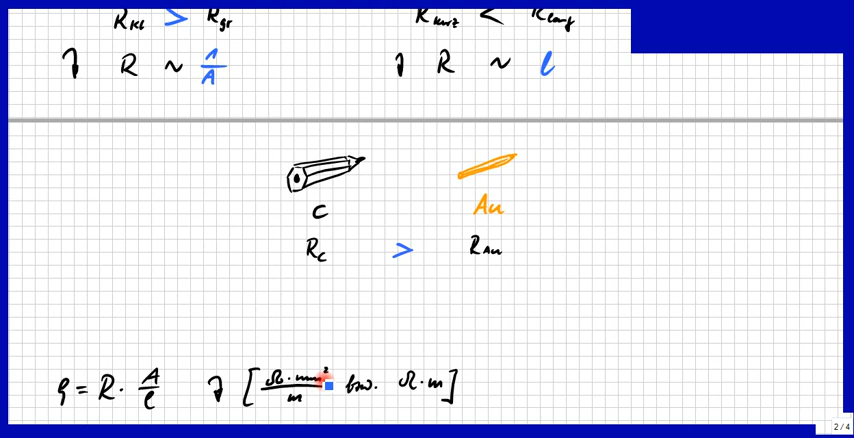 R_Kl > R_gr
R_kurz < R_lang
R ~ 1/A
R ~ l
C
Au
R_C > R_Au
ρ = R · A/l [Ω·mm²/m bzw. Ω·m]
2 / 4